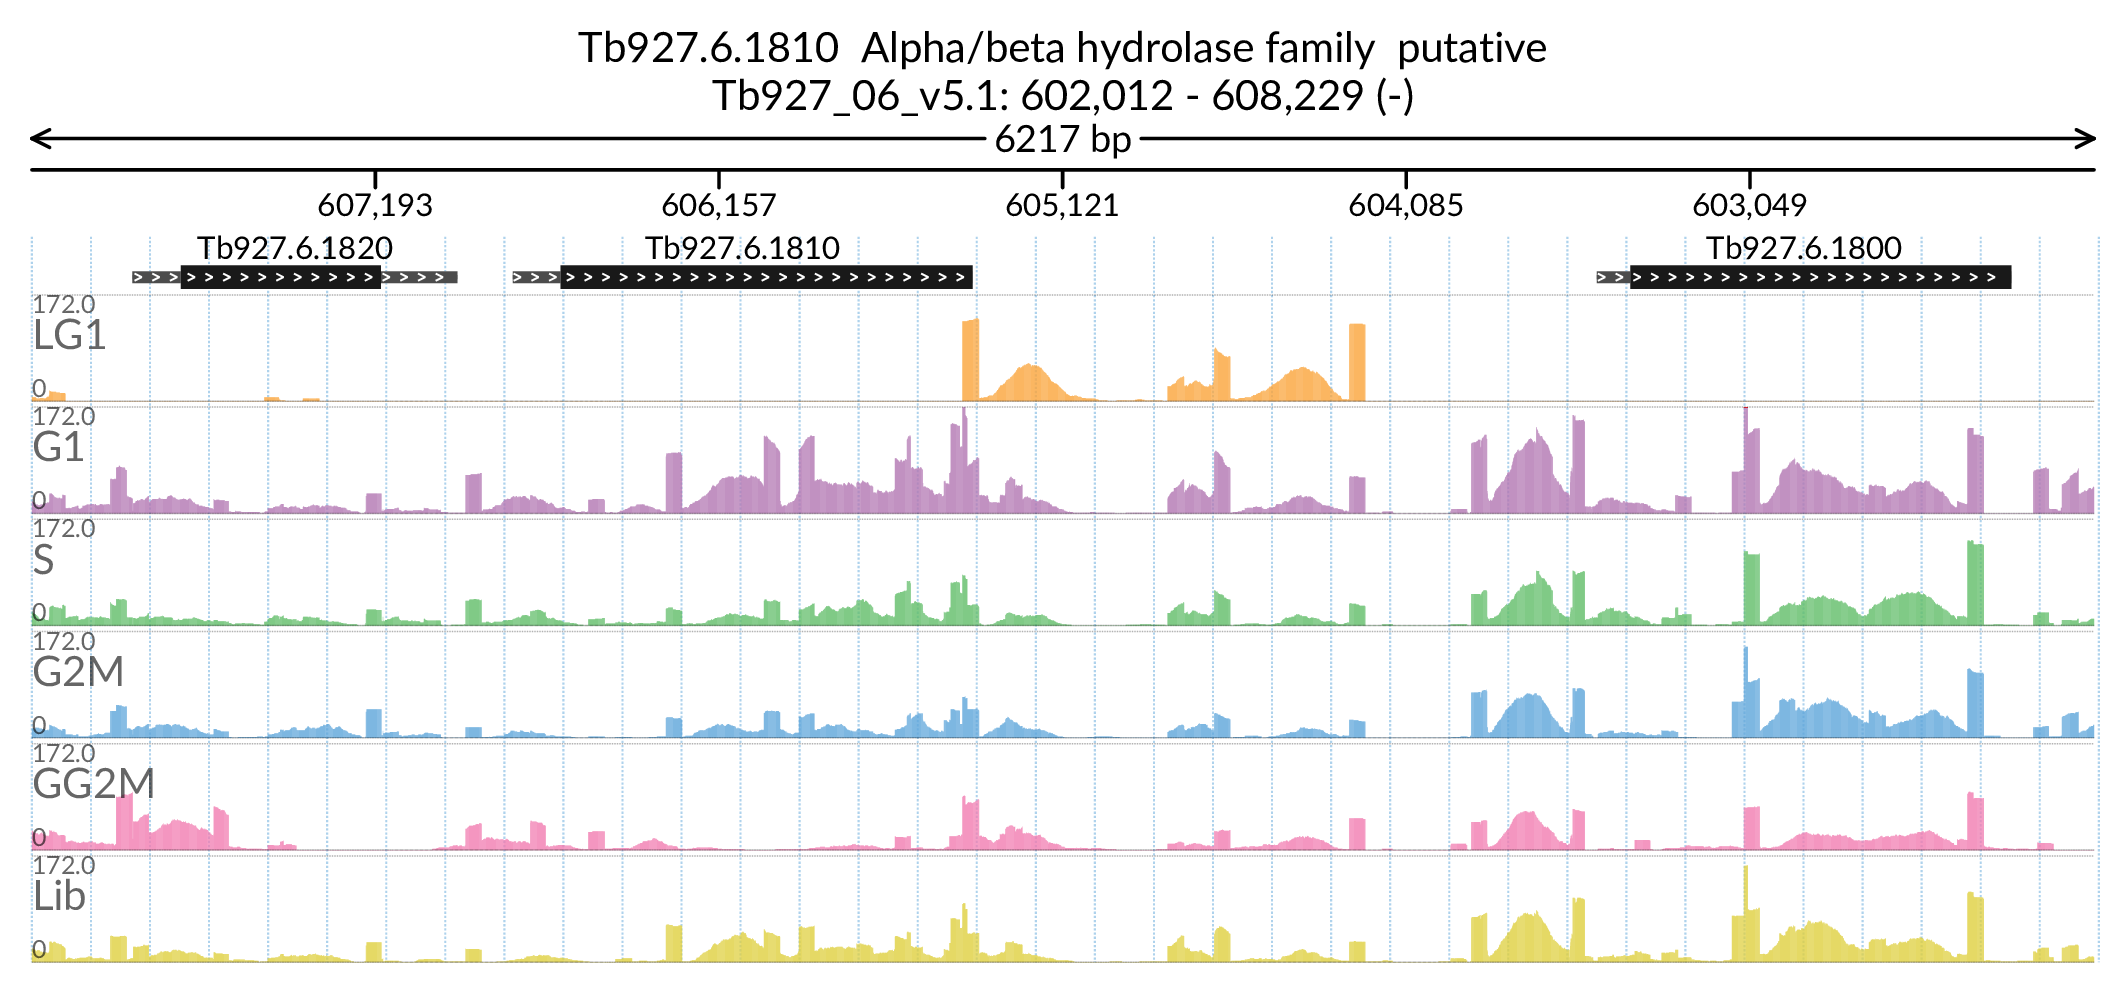 Tb927.6.1810  Alpha/beta hydrolase family  putative
Tb927_06_v5.1: 602,012 - 608,229 (-)
6217 bp
607,193 606,157 605,121 604,085 603,049
Tb927.6.1820 Tb927.6.1810 Tb927.6.1800
172.0
LG1
0
172.0
G1
0
172.0
S
0
172.0
G2M
0
172.0
GG2M
0
172.0
Lib
0